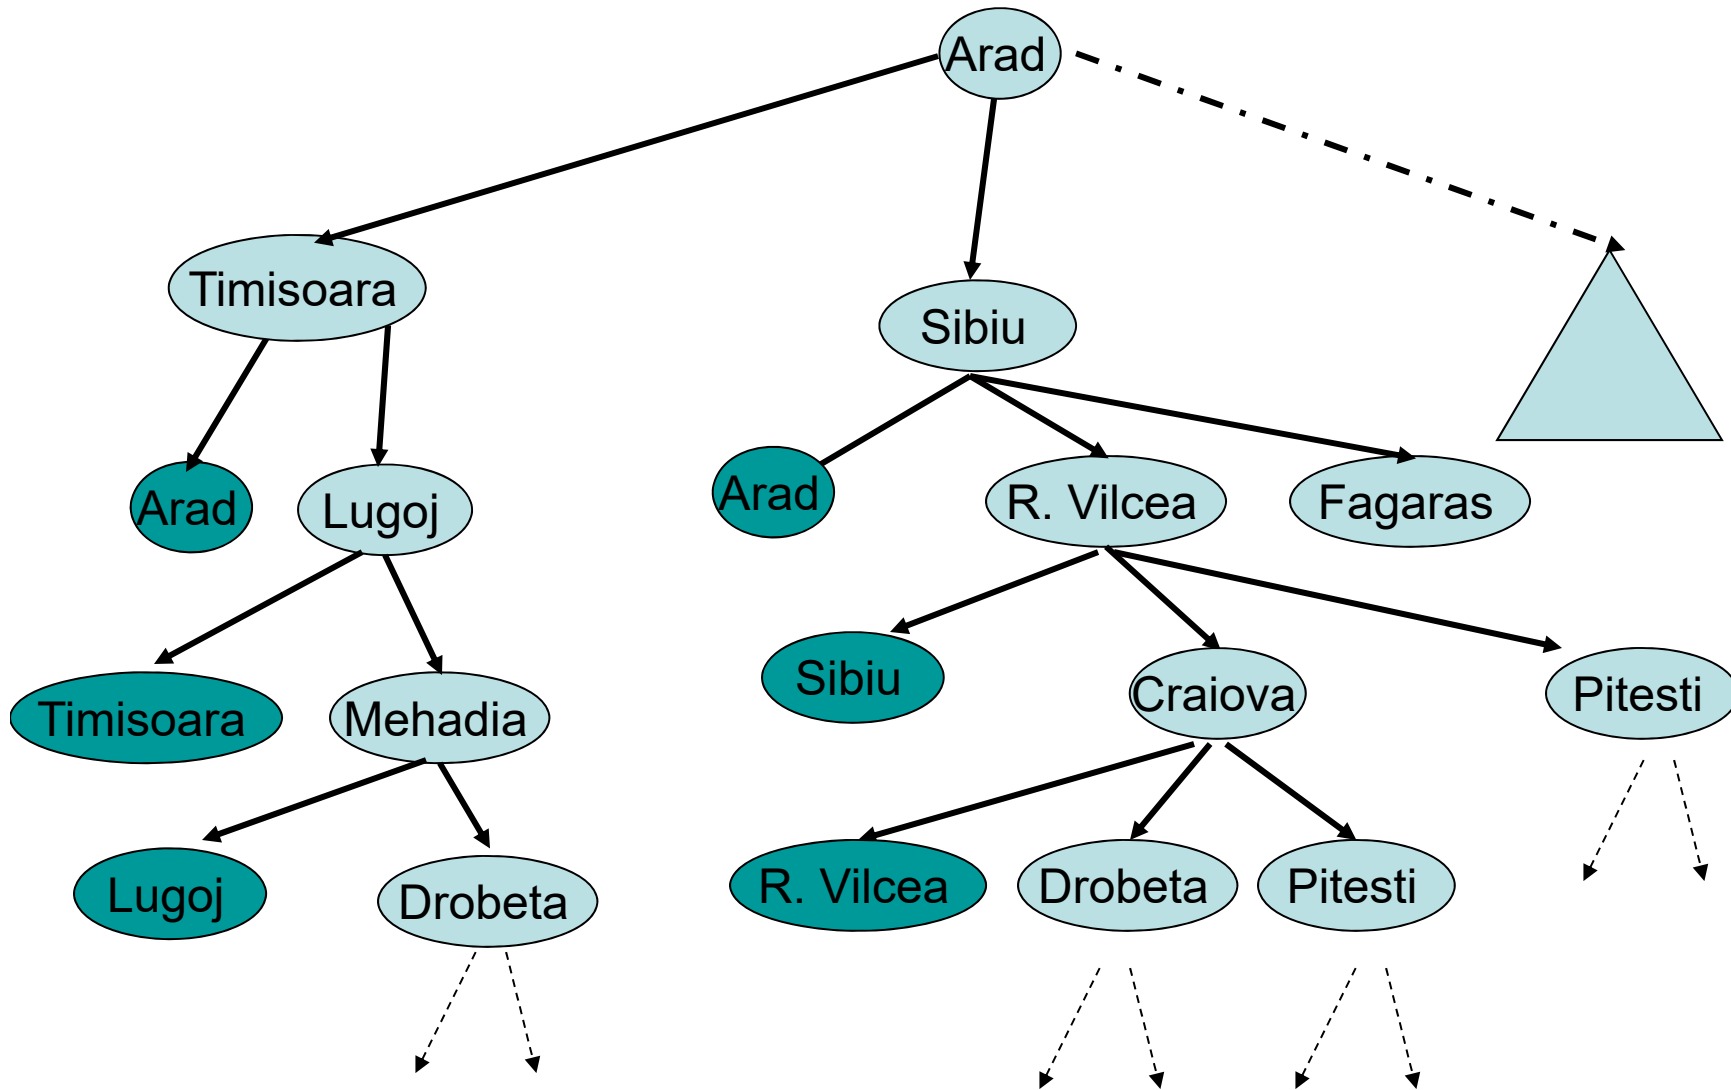 Arad
Timisoara
Sibiu
Arad
Lugoj
Arad
R. Vilcea
Fagaras
Timisoara
Mehadia
Sibiu
Craiova
Pitesti
Lugoj
Drobeta
R. Vilcea
Drobeta
Pitesti